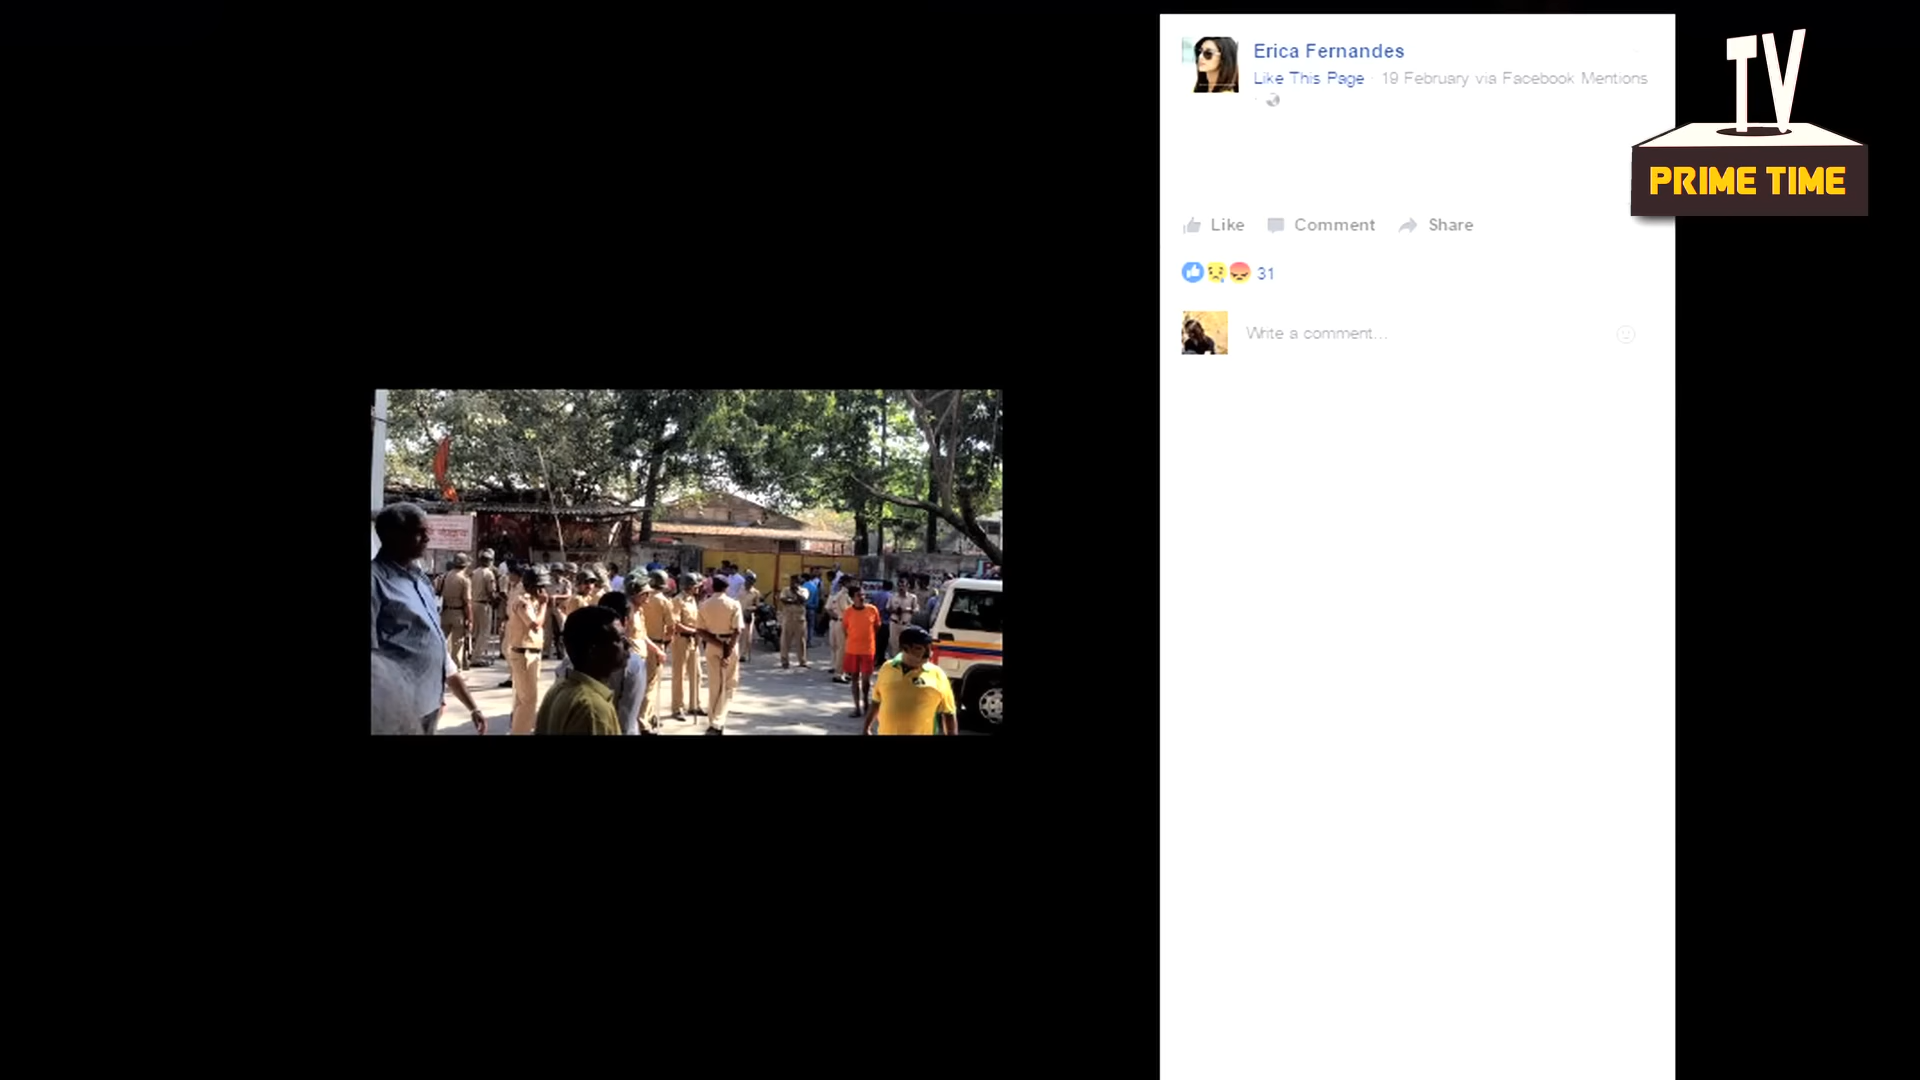 Erica Fernandes
Like This Page · 19 February via Facebook Mentions
·
Like Comment Share
31
Write a comment...
TV
PRIME TIME